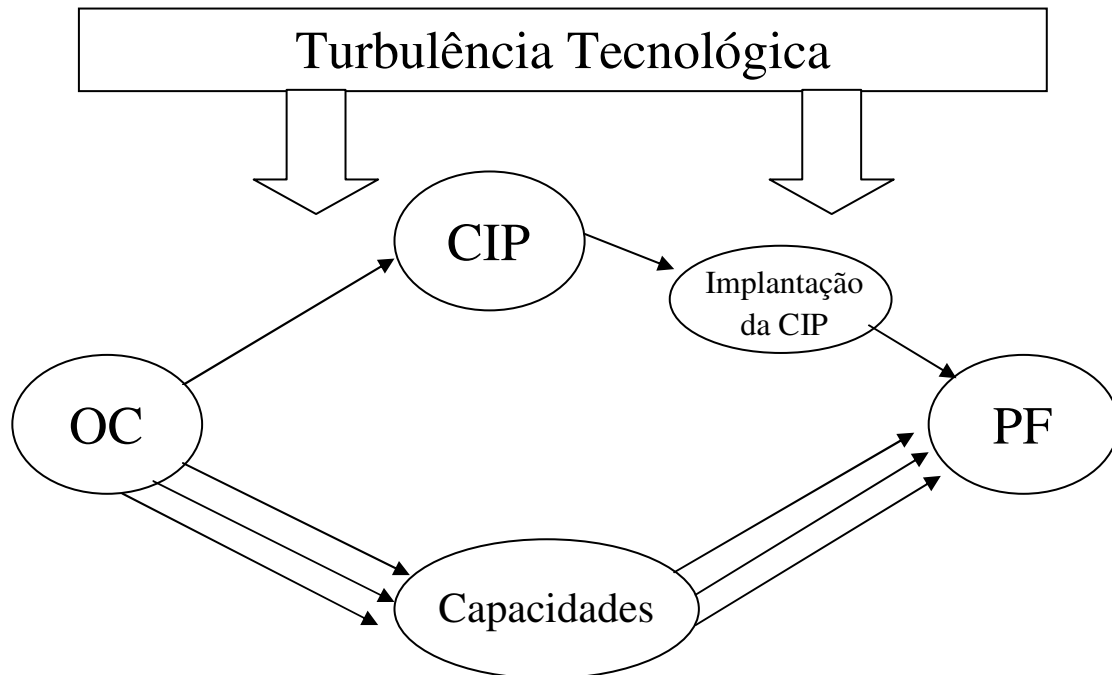 Turbulência Tecnológica
CIP
Implantação
da CIP
OC
PF
Capacidades